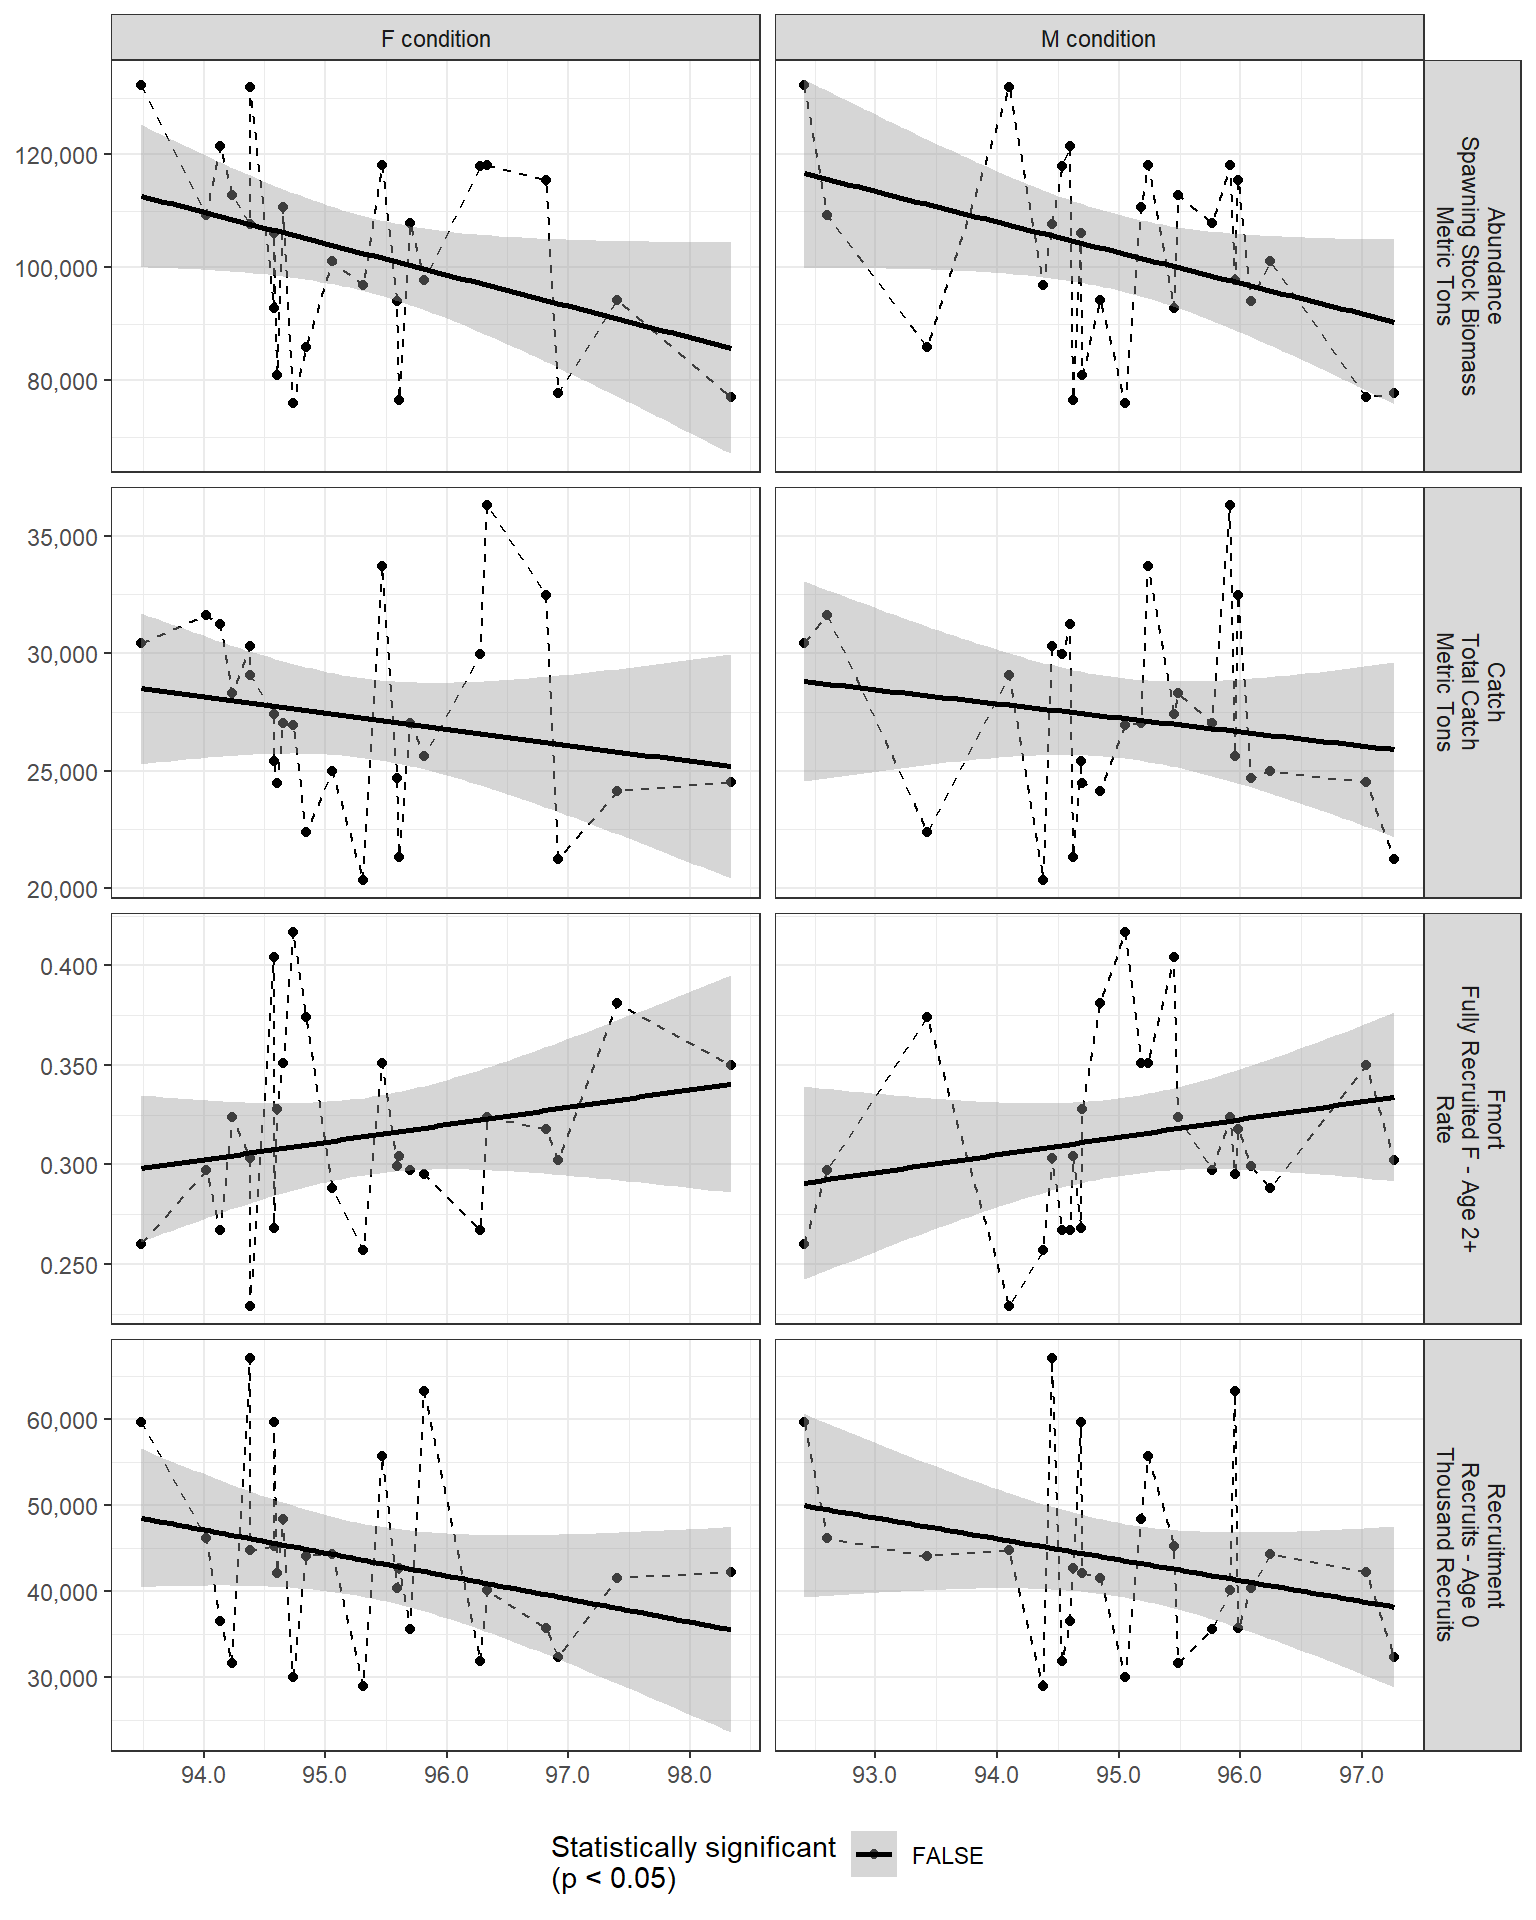 F condition
M condition
120,000
100,000
80,000
Abundance
Spawning Stock Biomass
Metric Tons
35,000
30,000
25,000
20,000
Catch
Total Catch
Metric Tons
0.400
0.350
0.300
0.250
Fmort
Fully Recruited F - Age 2+
Rate
60,000
50,000
40,000
30,000
Recruitment
Recruits - Age 0
Thousand Recruits
94.0 95.0 96.0 97.0 98.0
93.0 94.0 95.0 96.0 97.0
Statistically significant
(p < 0.05)
FALSE